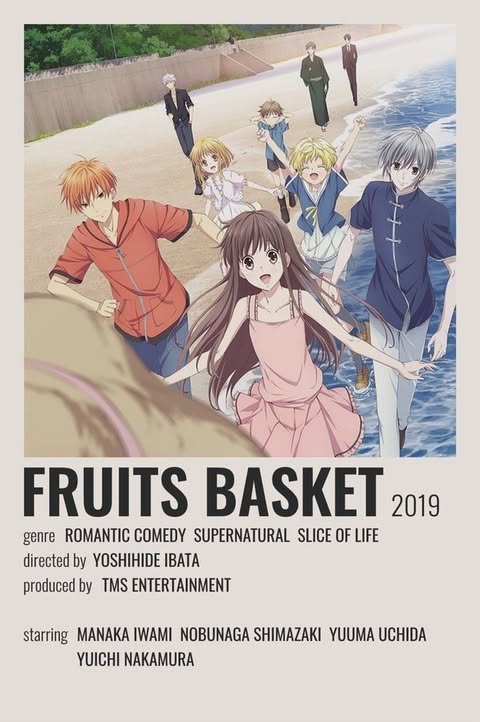 FRUITS BASKET 2019
genre ROMANTIC COMEDY SUPERNATURAL SLICE OF LIFE
directed by YOSHIHIDE IBATA
produced by TMS ENTERTAINMENT
starring MANAKA IWAMI NOBUNAGA SHIMAZAKI YUUMA UCHIDA
YUICHI NAKAMURA